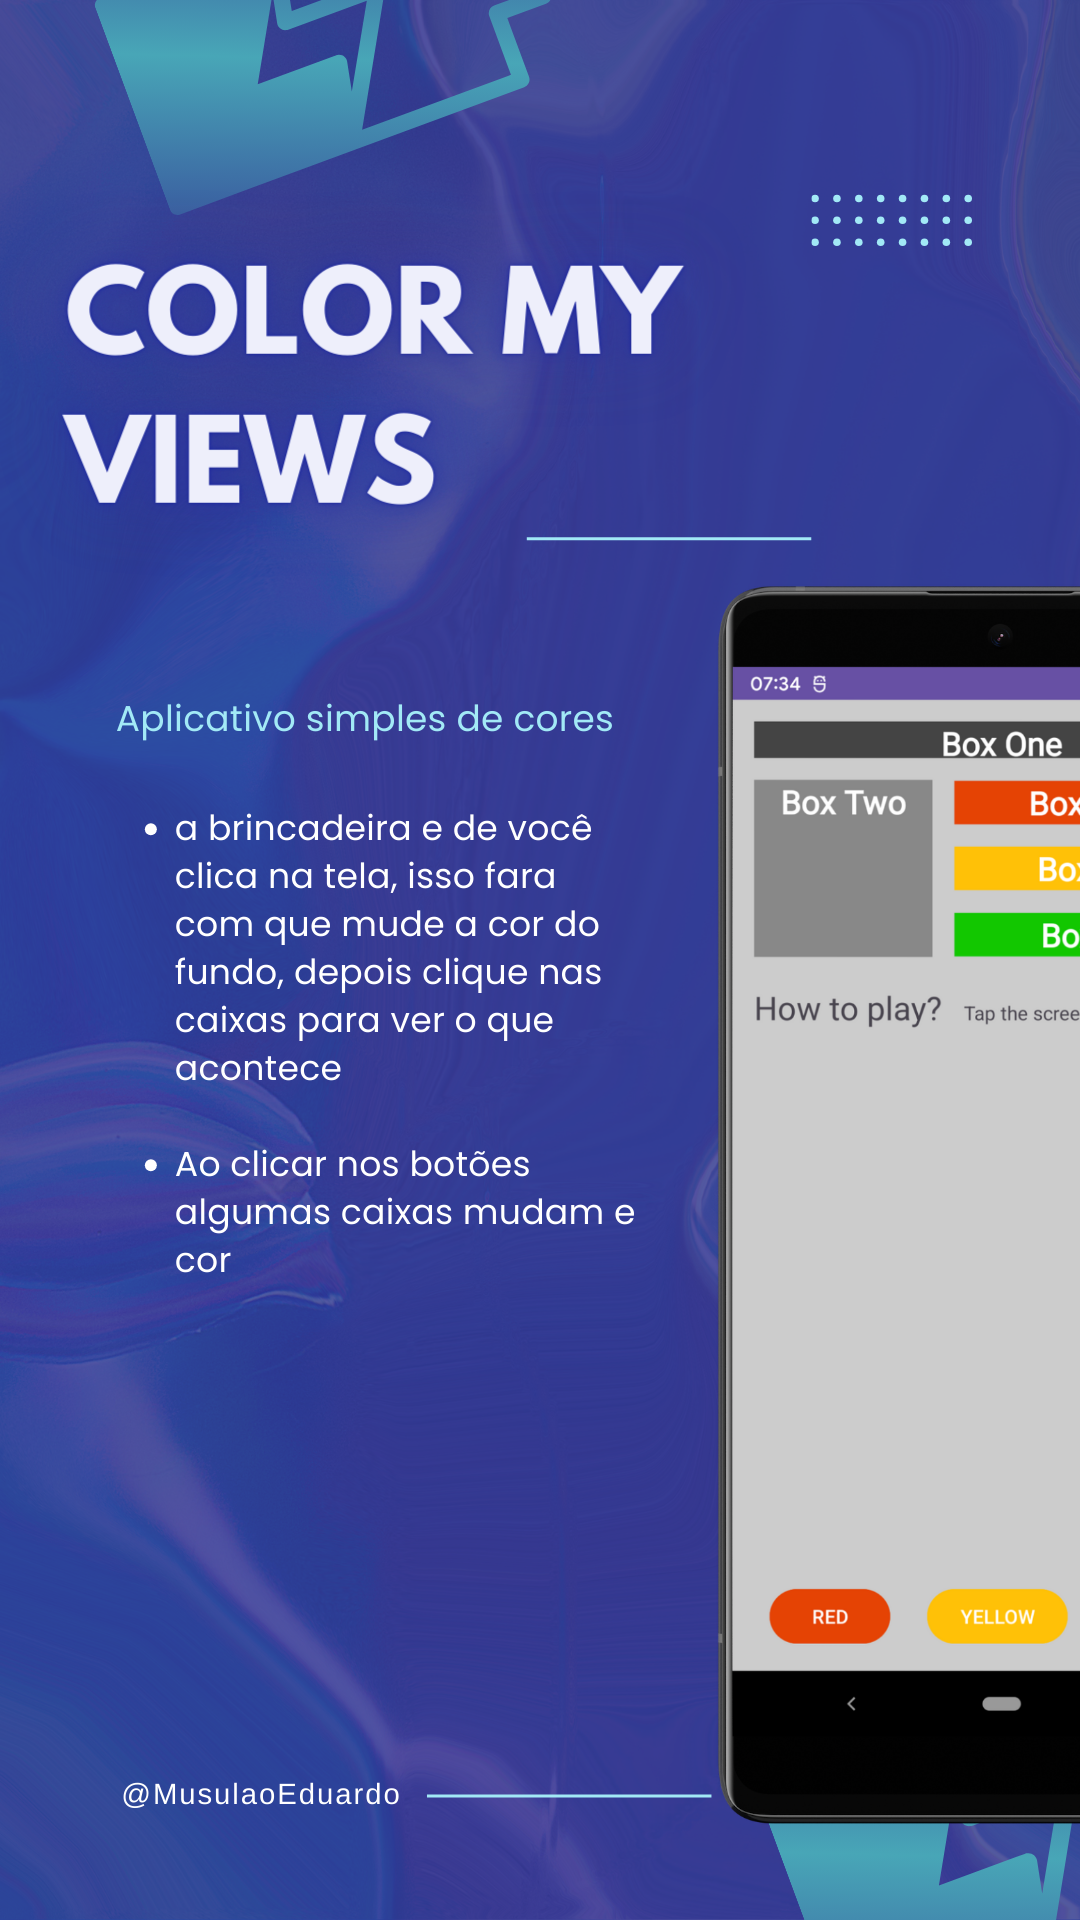 COLOR MY
VIEWS
Aplicativo simples de cores
a brincadeira e de você
clica na tela, isso fara
com que mude a cor do
fundo, depois clique nas
caixas para ver o que
acontece
Ao clicar nos botões
algumas caixas mudam e
cor
07:34
Box One
Box Two
Box
Box
Bo
How to play?
Tap the scree
RED
YELLOW
@MusulaoEduardo